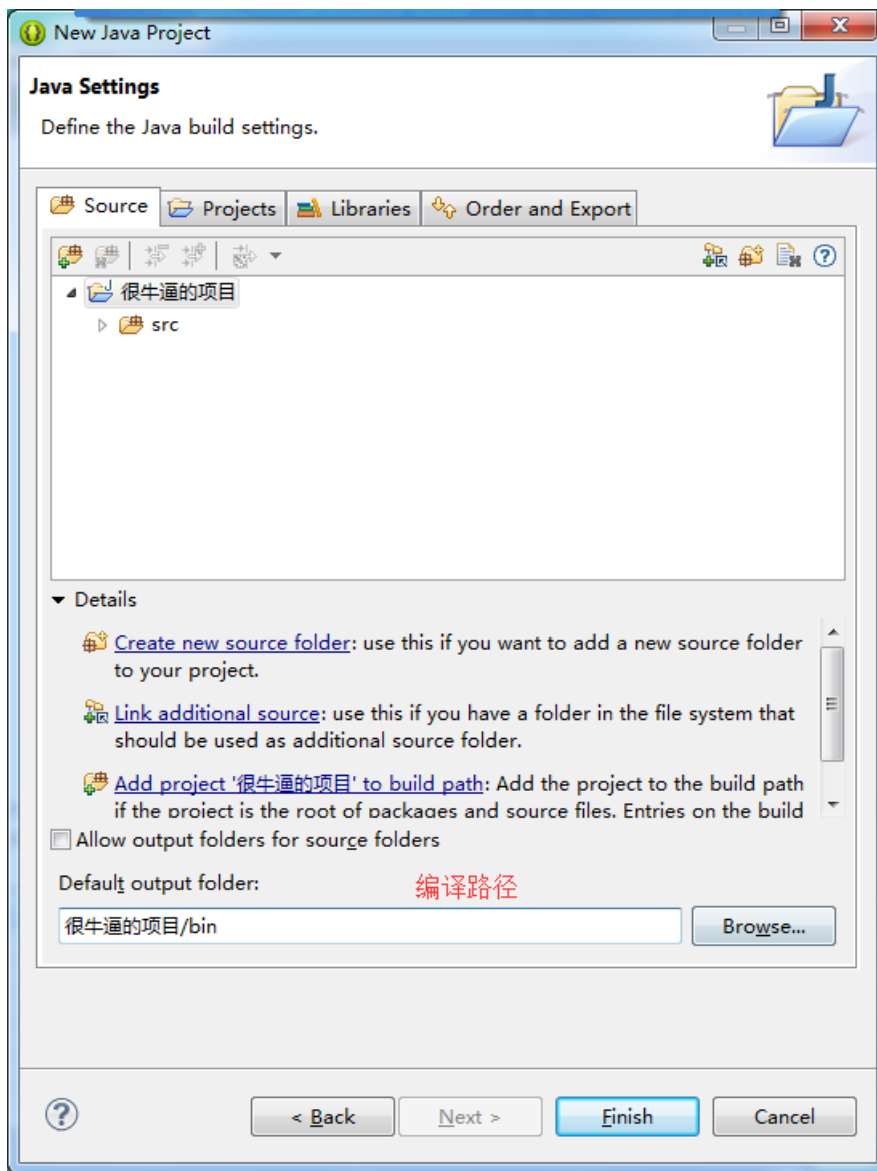 New Java Project
Java Settings
Define the Java build settings.
Source Projects Libraries Order and Export
很牛逼的项目
src
Details
Create new source folder: use this if you want to add a new source folder
to your project.
Link additional source: use this if you have a folder in the file system that
should be used as additional source folder.
Add project '很牛逼的项目' to build path: Add the project to the build path
if the project is the root of packages and source files. Entries on the build
Allow output folders for source folders
Default output folder: 编译路径
很牛逼的项目/bin Browse...
< Back Next > Finish Cancel